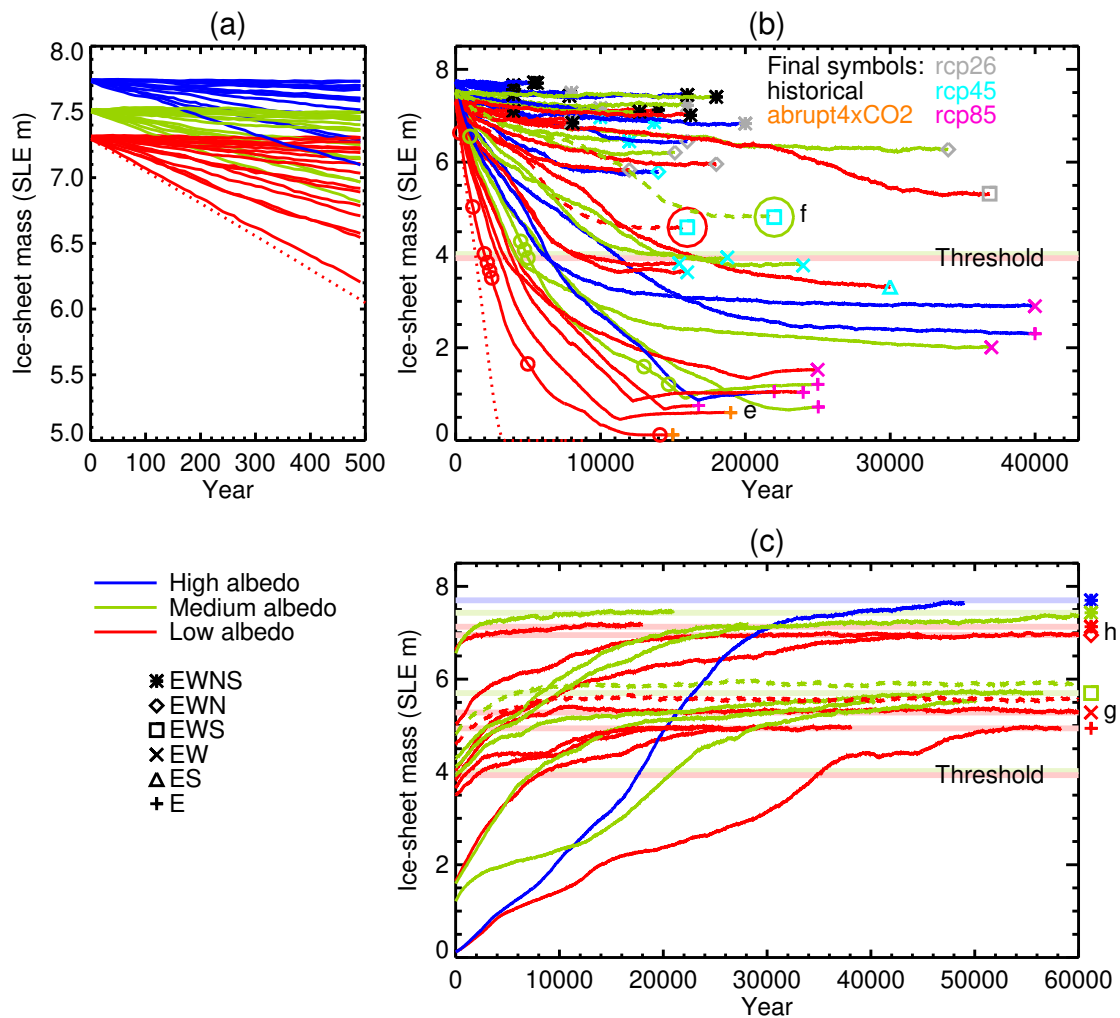 (a)
Ice-sheet mass (SLE m)
8.0
7.5
7.0
6.5
6.0
5.5
5.0
0 100 200 300 400 500
Year
(b)
Ice-sheet mass (SLE m)
8
6
4
2
0
Final symbols: rcp26
historical rcp45
abrupt4xCO2 rcp85
f
Threshold
e
0 10000 20000 30000 40000
Year
High albedo
Medium albedo
Low albedo
EWNS
EWN
EWS
EW
ES
E
(c)
Ice-sheet mass (SLE m)
8
6
4
2
0
h
g
Threshold
0 10000 20000 30000 40000 50000 60000
Year